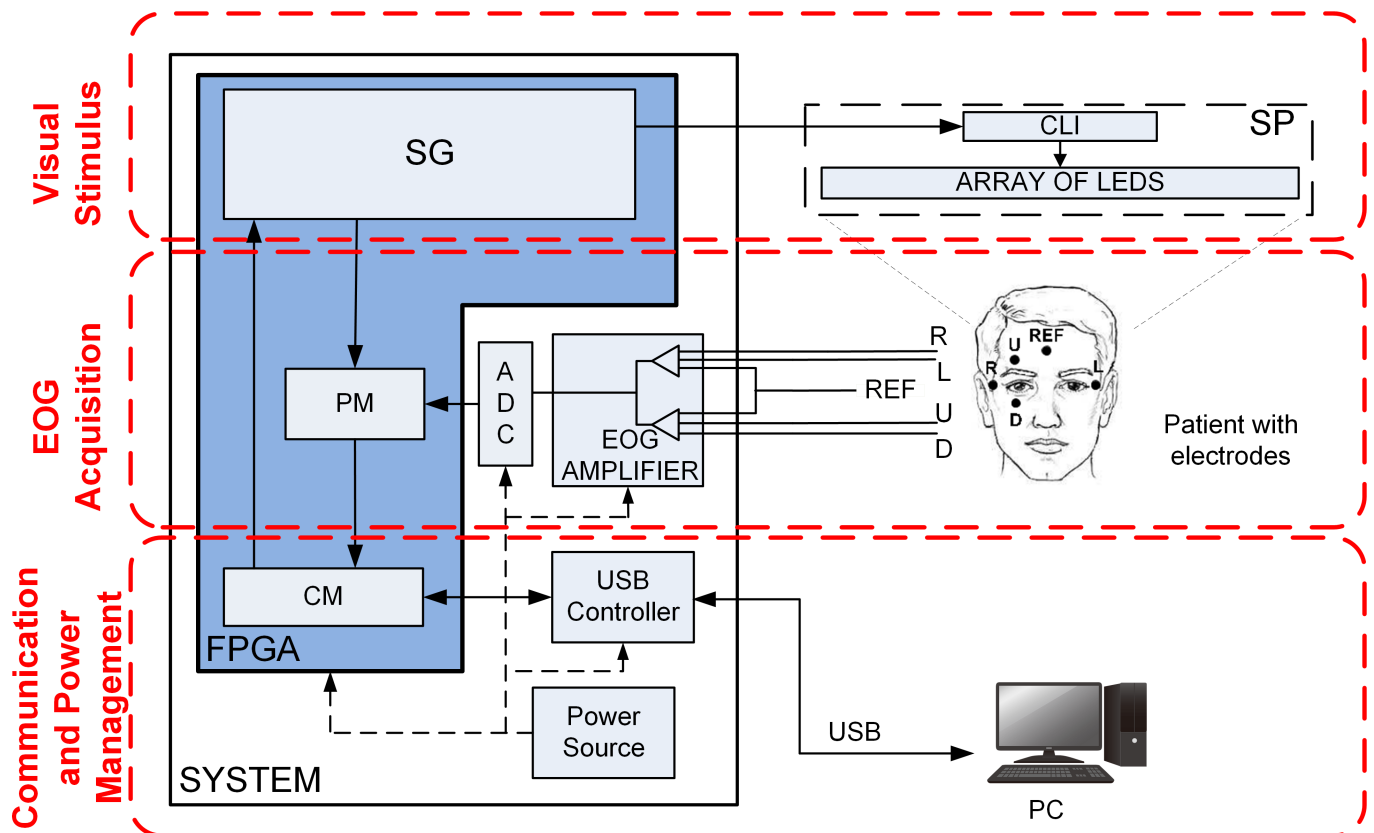 Visual
Stimulus
SG
CLI
SP
ARRAY OF LEDS
EOG
Acquisition
PM
A
D
C
EOG
AMPLIFIER
R
L
REF
U
D
U
REF
R
L
D
Patient with
electrodes
Communication
and Power
Management
CM
FPGA
USB
Controller
Power
Source
SYSTEM
USB
PC